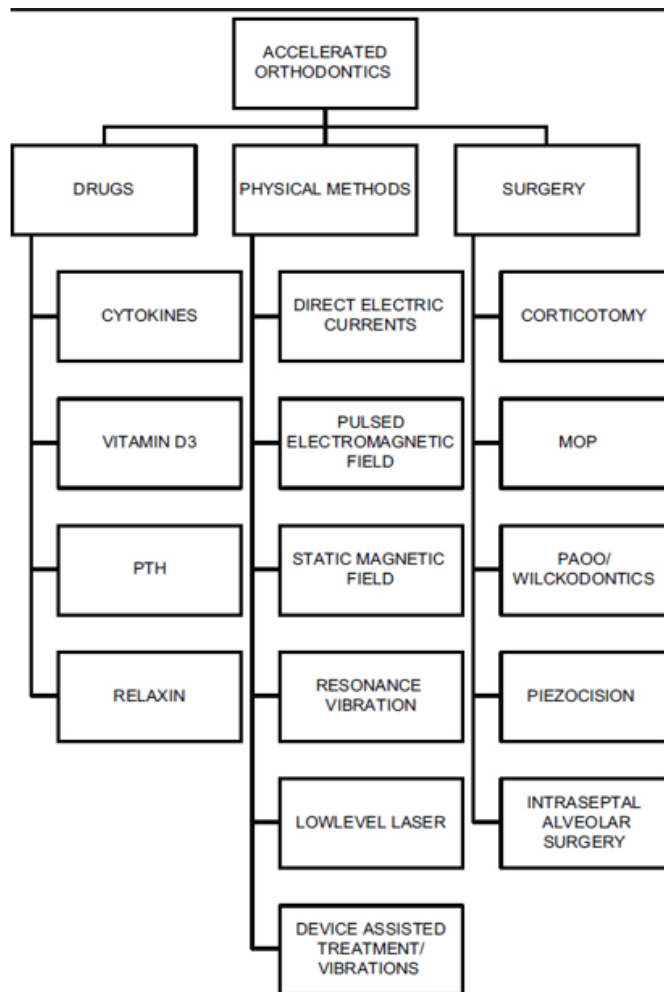 ACCELERATED
ORTHODONTICS
DRUGS
PHYSICAL METHODS
SURGERY
CYTOKINES
DIRECT ELECTRIC
CURRENTS
CORTICOTOMY
VITAMIN D3
PULSED
ELECTROMAGNETIC
FIELD
MOP
PTH
STATIC MAGNETIC
FIELD
PAOO/
WILCKODONTICS
RELAXIN
RESONANCE
VIBRATION
PIEZOCISION
LOWLEVEL LASER
INTRASEPTAL
ALVEOLAR
SURGERY
DEVICE ASSISTED
TREATMENT/
VIBRATIONS